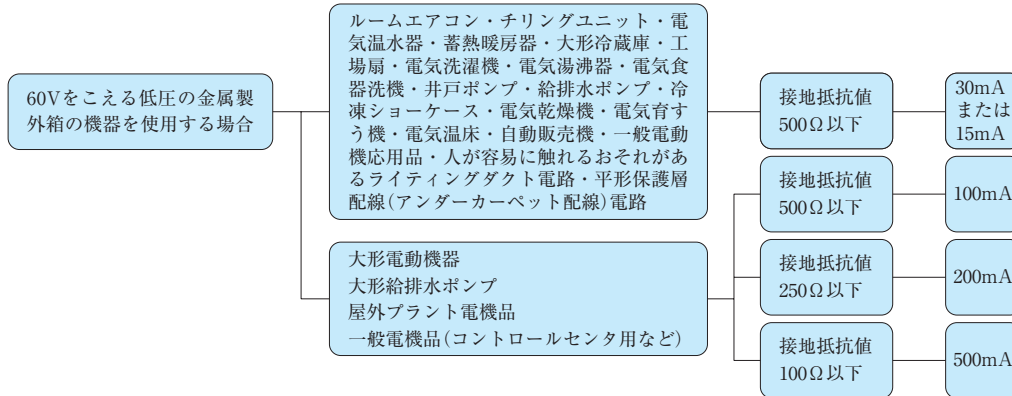 60Vをこえる低圧の金属製
外箱の機器を使用する場合
ルームエアコン・チリングユニット・電
気温水器・蓄熱暖房器・大形冷蔵庫・工
場扇・電気洗濯機・電気湯沸器・電気食
器洗機・井戸ポンプ・給排水ポンプ・冷
凍ショーケース・電気乾燥機・電気育す
う機・電気温床・自動販売機・一般電動
機応用品・人が容易に触れるおそれがあ
るライティングダクト電路・平形保護層
配線(アンダーカーペット配線)電路
接地抵抗値
500Ω以下
30mA
または
15mA
大形電動機器
大形給排水ポンプ
屋外プラント電機品
一般電機品(コントロールセンタ用など)
接地抵抗値
500Ω以下
100mA
接地抵抗値
250Ω以下
200mA
接地抵抗値
100Ω以下
500mA